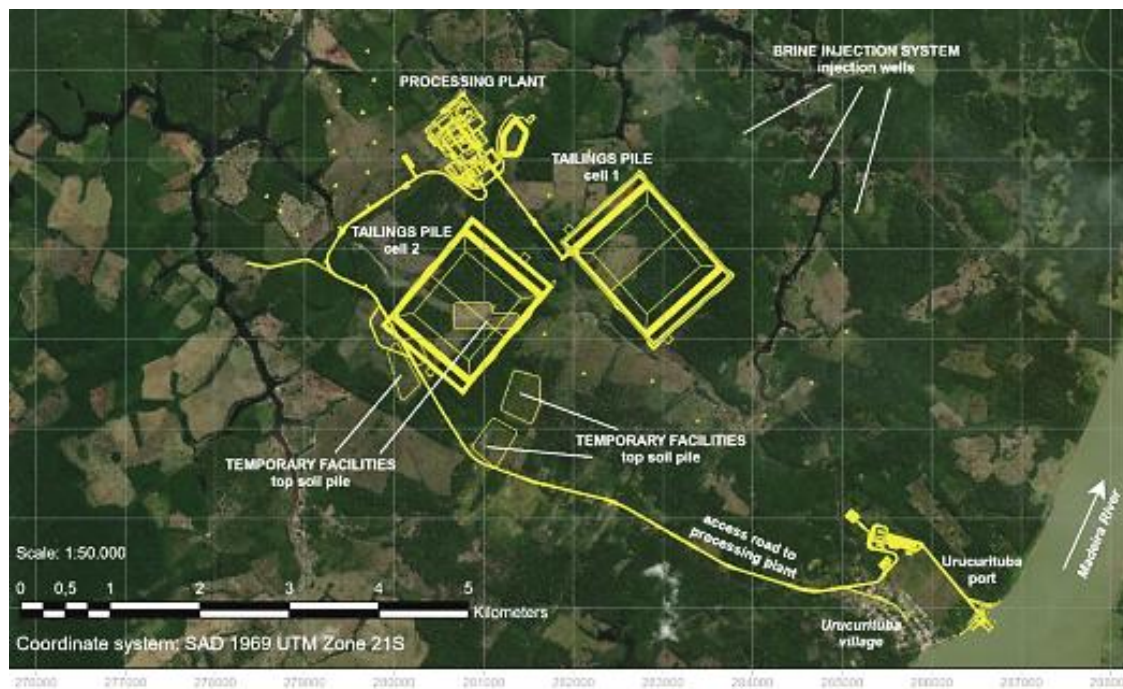 BRINE INJECTION SYSTEM
injection wells
PROCESSING PLANT
TAILINGS PILE
cell 1
TAILINGS PILE
cell 2
TEMPORARY FACILITIES
top soil pile
TEMPORARY FACILITIES
top soil pile
access road to
processing plant
Urucurituba
port
Madeira River
Urucurituba
village
Scale: 1:50.000
0 0,5 1 2 3 4 5
Kilometers
Coordinate system: SAD 1969 UTM Zone 21S
276000 277000 278000 279000 280000 281000 282000 283000 284000 285000 286000 287000 288000